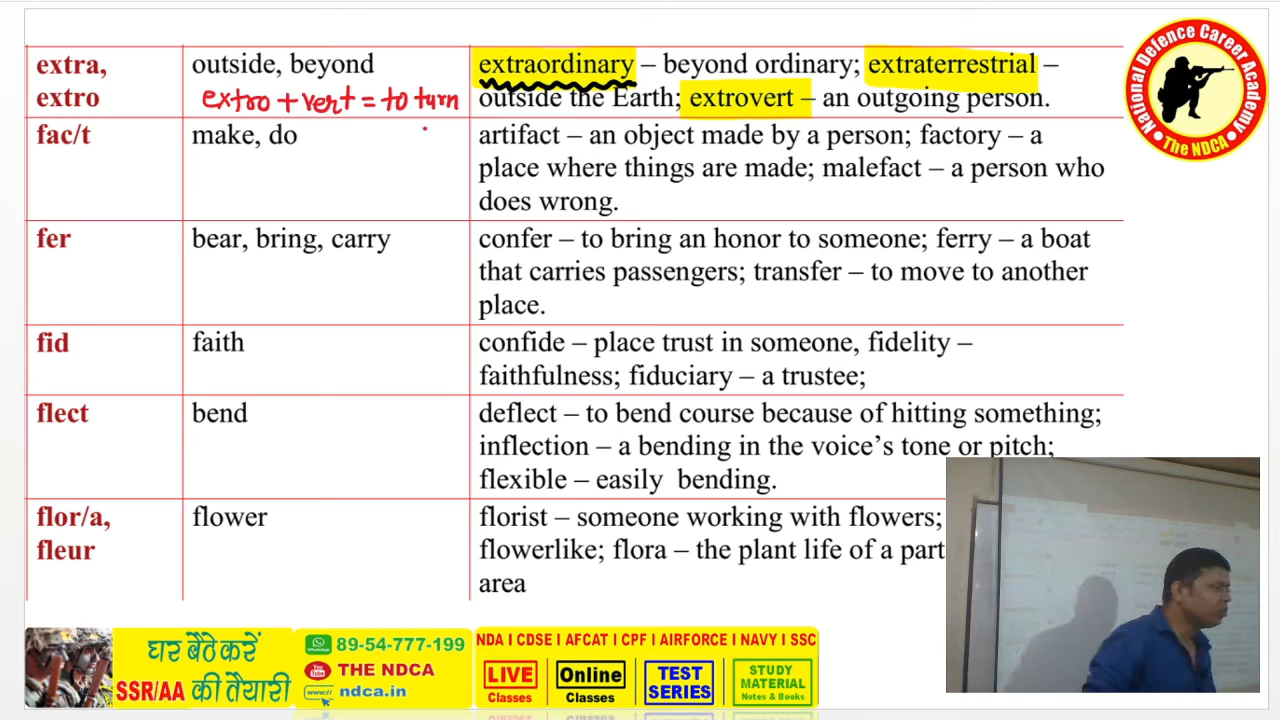 extra, outside, beyond extraordinary – beyond ordinary; extraterrestrial –
extro extro + vert = to turn outside the Earth; extrovert – an outgoing person.
fac/t make, do artifact – an object made by a person; factory – a
place where things are made; malefact – a person who
does wrong.
fer bear, bring, carry confer – to bring an honor to someone; ferry – a boat
that carries passengers; transfer – to move to another
place.
fid faith confide – place trust in someone, fidelity –
faithfulness; fiduciary – a trustee;
flect bend deflect – to bend course because of hitting something;
inflection – a bending in the voice's tone or pitch;
flexible – easily bending.
flor/a, flower florist – someone working with flowers;
fleur flowerlike; flora – the plant life of a part
area
National Defence Career Academy
The NDCA
घर बैठे करें
SSR/AA की तैयारी
WhatsApp 89-54-777-199
You Tube THE NDCA
www:// ndca.in
NDA I CDSE I AFCAT I CPF I AIRFORCE I NAVY I SSC
LIVE Classes
Online Classes
TEST SERIES
STUDY MATERIAL Notes & Books